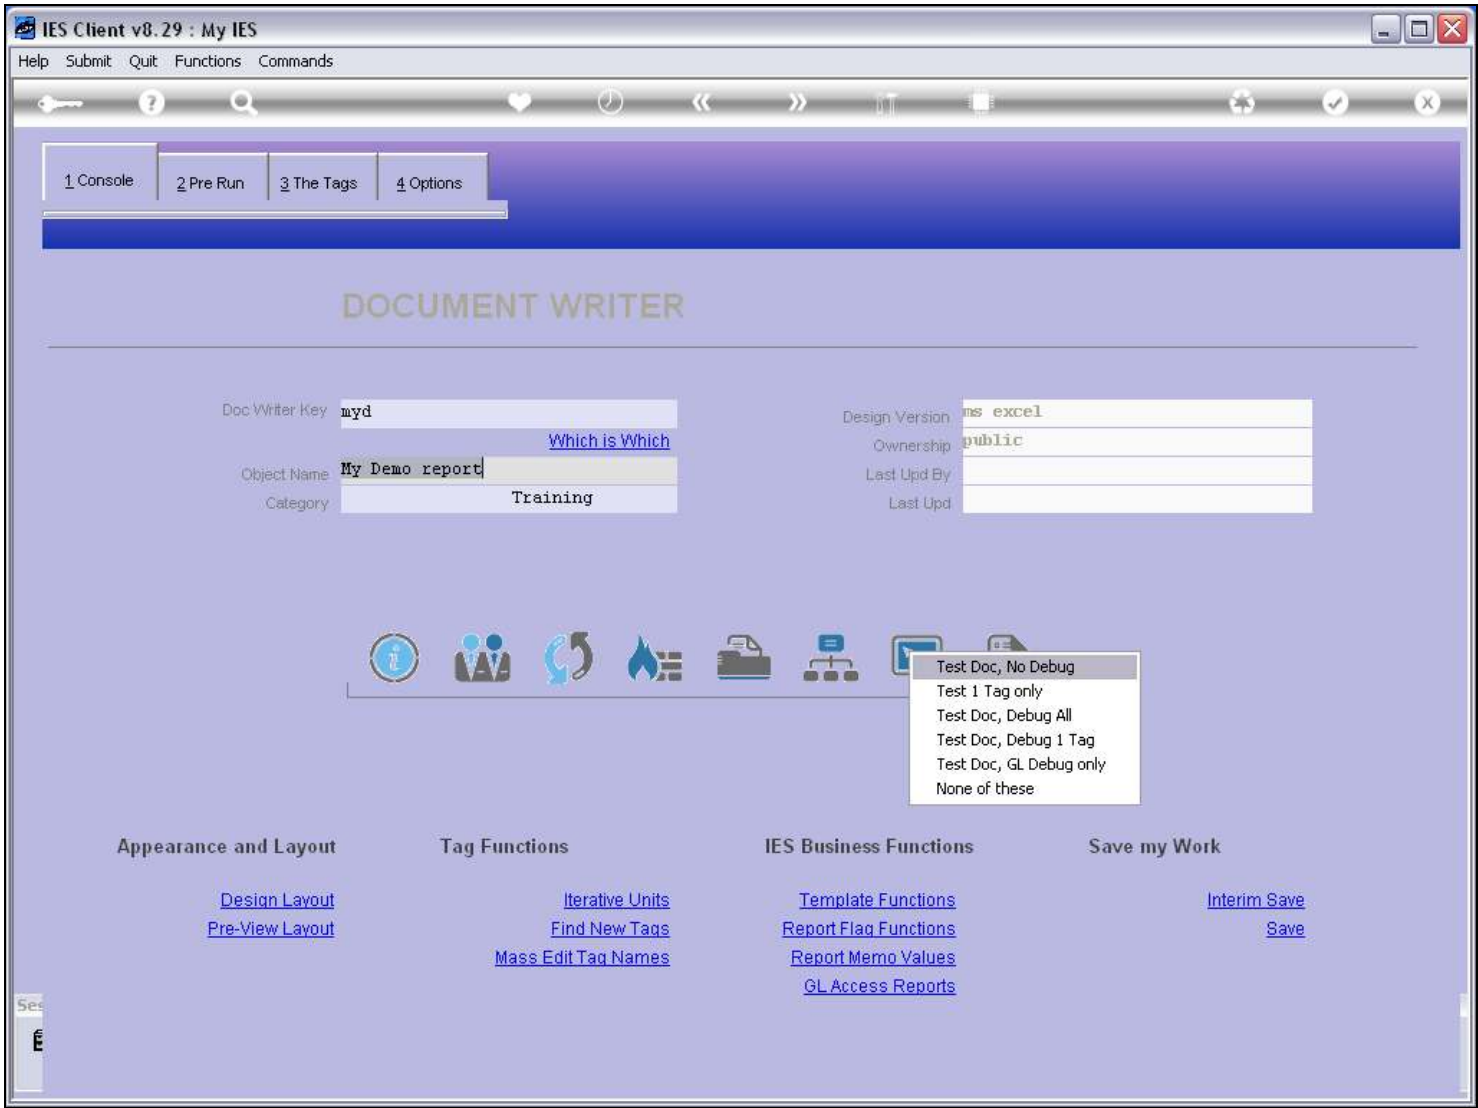 IES Client v8.29 : My IES
Help Submit Quit Functions Commands
1 Console 2 Pre Run 3 The Tags 4 Options
DOCUMENT WRITER
Doc Writer Key myd
Which is Which
Object Name My Demo report
Category Training
Design Version ms excel
Ownership public
Last Upd By
Last Upd
Test Doc, No Debug
Test 1 Tag only
Test Doc, Debug All
Test Doc, Debug 1 Tag
Test Doc, GL Debug only
None of these
Appearance and Layout
Design Layout
Pre-View Layout
Tag Functions
Iterative Units
Find New Tags
Mass Edit Tag Names
IES Business Functions
Template Functions
Report Flag Functions
Report Memo Values
GL Access Reports
Save my Work
Interim Save
Save